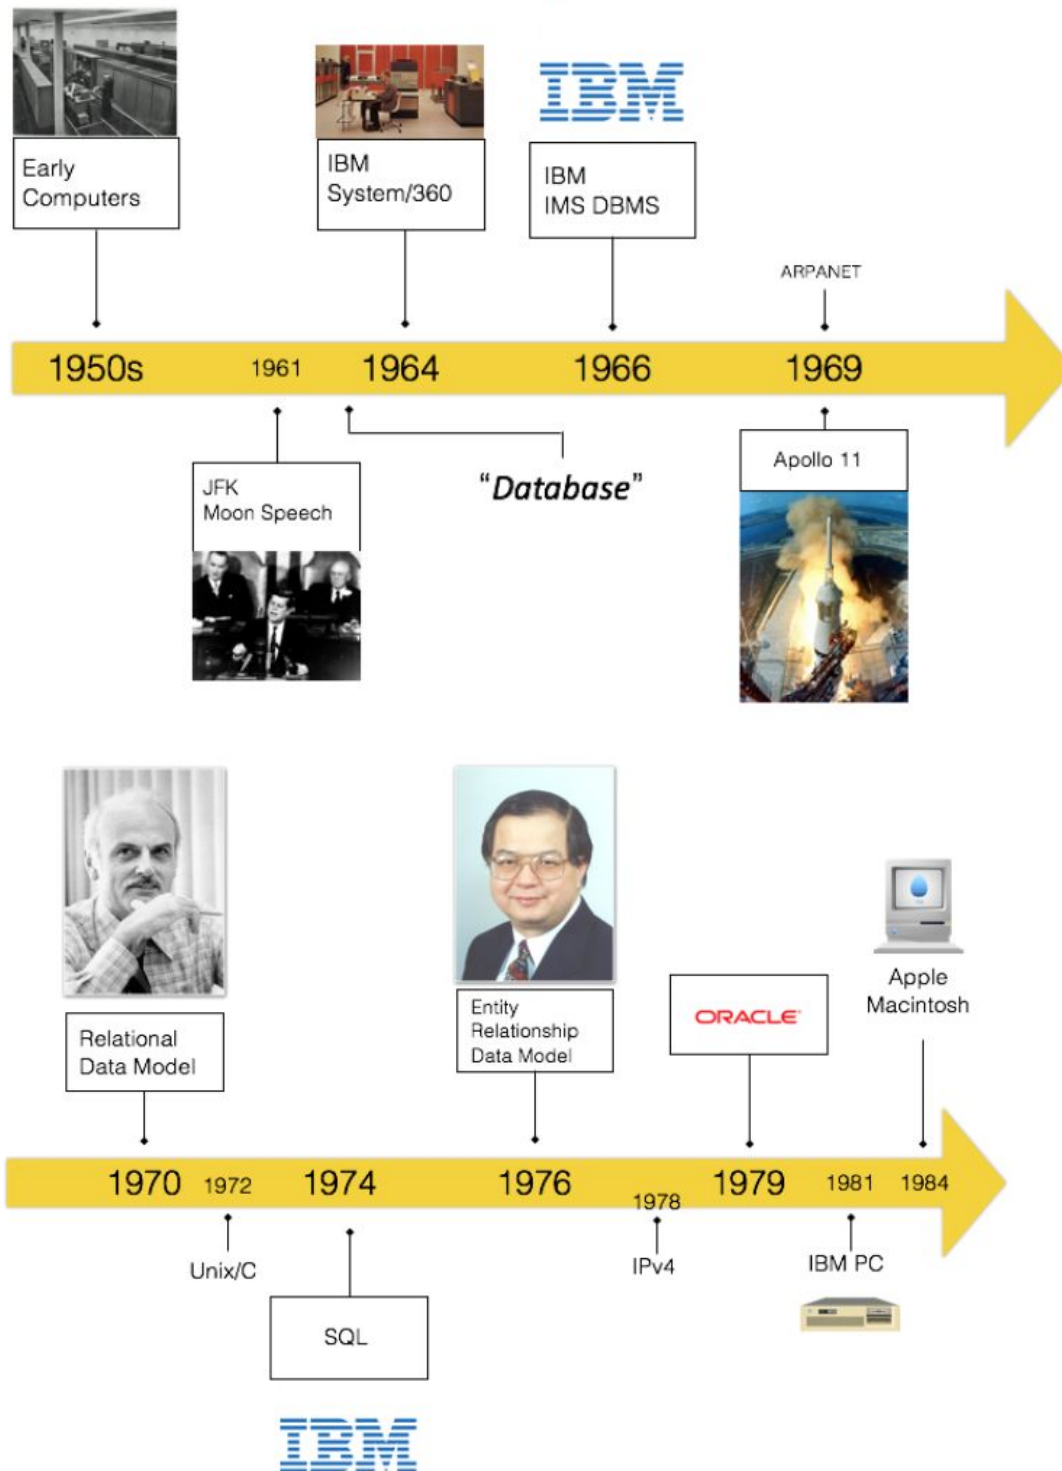 IBM
Early
Computers
IBM
System/360
IBM
IMS DBMS
ARPANET
1950s
1961
1964
1966
1969
JFK
Moon Speech
“Database”
Apollo 11
Relational
Data Model
Entity
Relationship
Data Model
ORACLE
Apple
Macintosh
1970
1972
1974
1976
1978
1979
1981
1984
Unix/C
SQL
IPv4
IBM PC
IBM